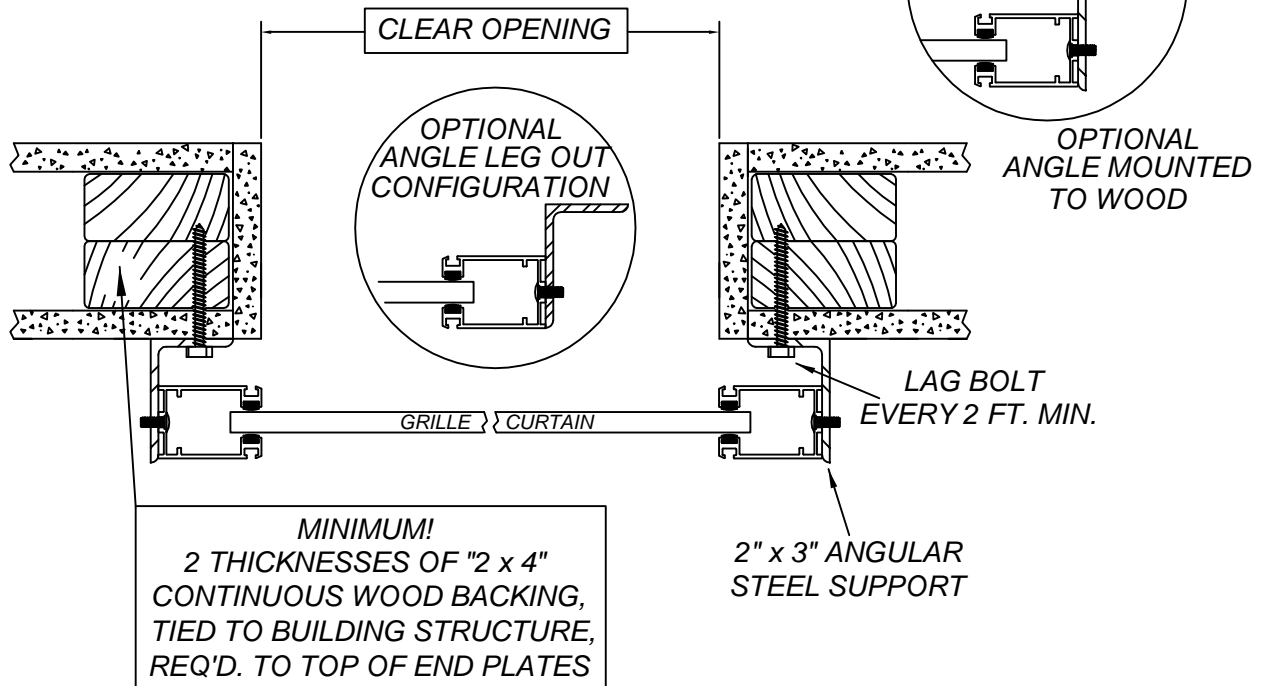 CLEAR OPENING
OPTIONAL
ANGLE LEG OUT
CONFIGURATION
OPTIONAL
ANGLE MOUNTED
TO WOOD
LAG BOLT
EVERY 2 FT. MIN.
GRILLE CURTAIN
MINIMUM!
2 THICKNESSES OF "2 x 4"
CONTINUOUS WOOD BACKING,
TIED TO BUILDING STRUCTURE,
REQ'D. TO TOP OF END PLATES
2" x 3" ANGULAR
STEEL SUPPORT